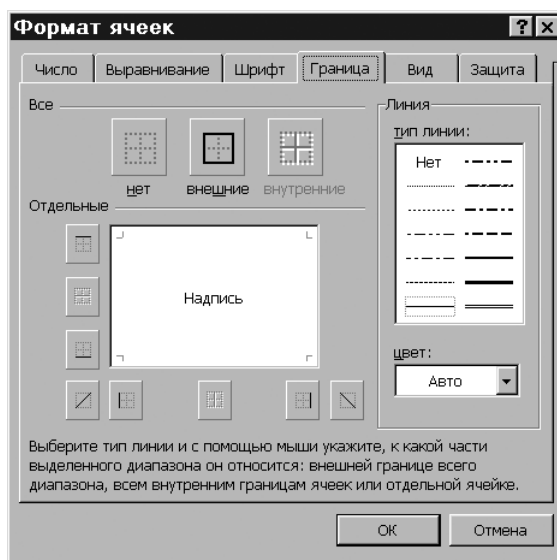 Формат ячеек
Число Выравнивание Шрифт Граница Вид Защита
Все
нет внешние внутренние
Отдельные
Надпись
Линия
тип линии:
Нет
цвет:
Авто
Выберите тип линии и с помощью мыши укажите, к какой части
выделенного диапазона он относится: внешней границе всего
диапазона, всем внутренним границам ячеек или отдельной ячейке.
ОК Отмена